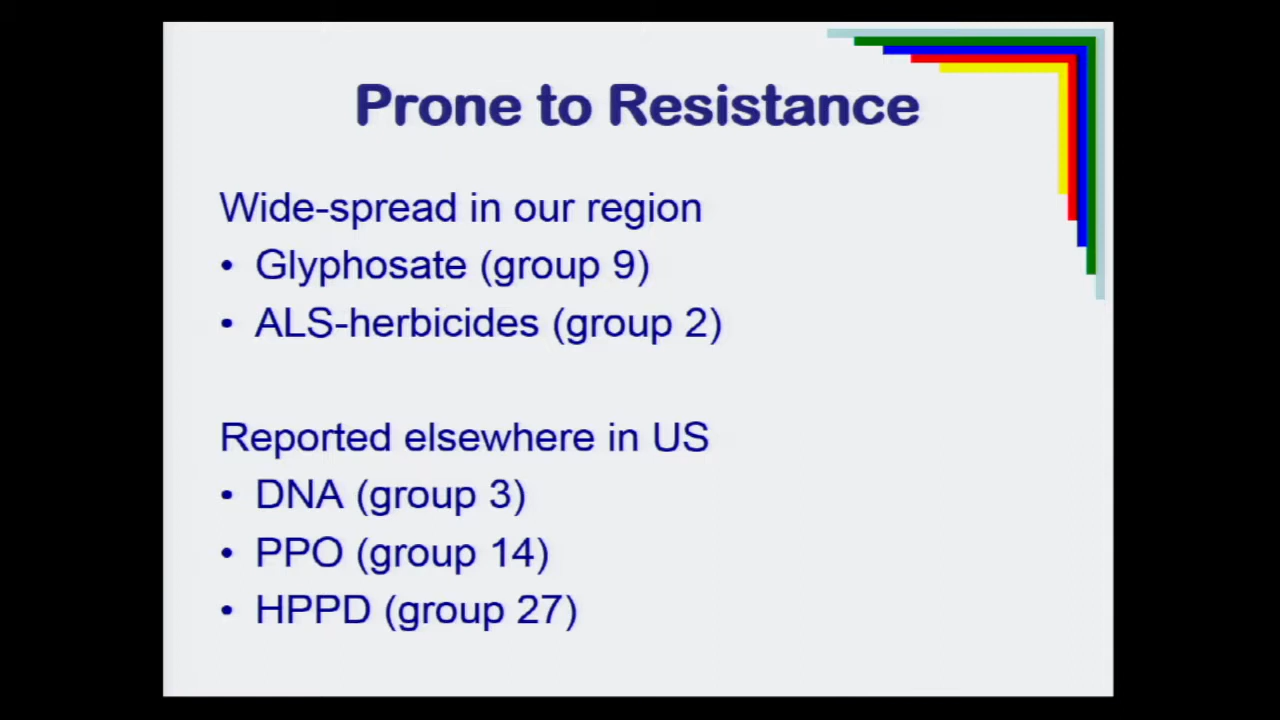 Prone to Resistance
Wide-spread in our region
• Glyphosate (group 9)
• ALS-herbicides (group 2)
Reported elsewhere in US
• DNA (group 3)
• PPO (group 14)
• HPPD (group 27)